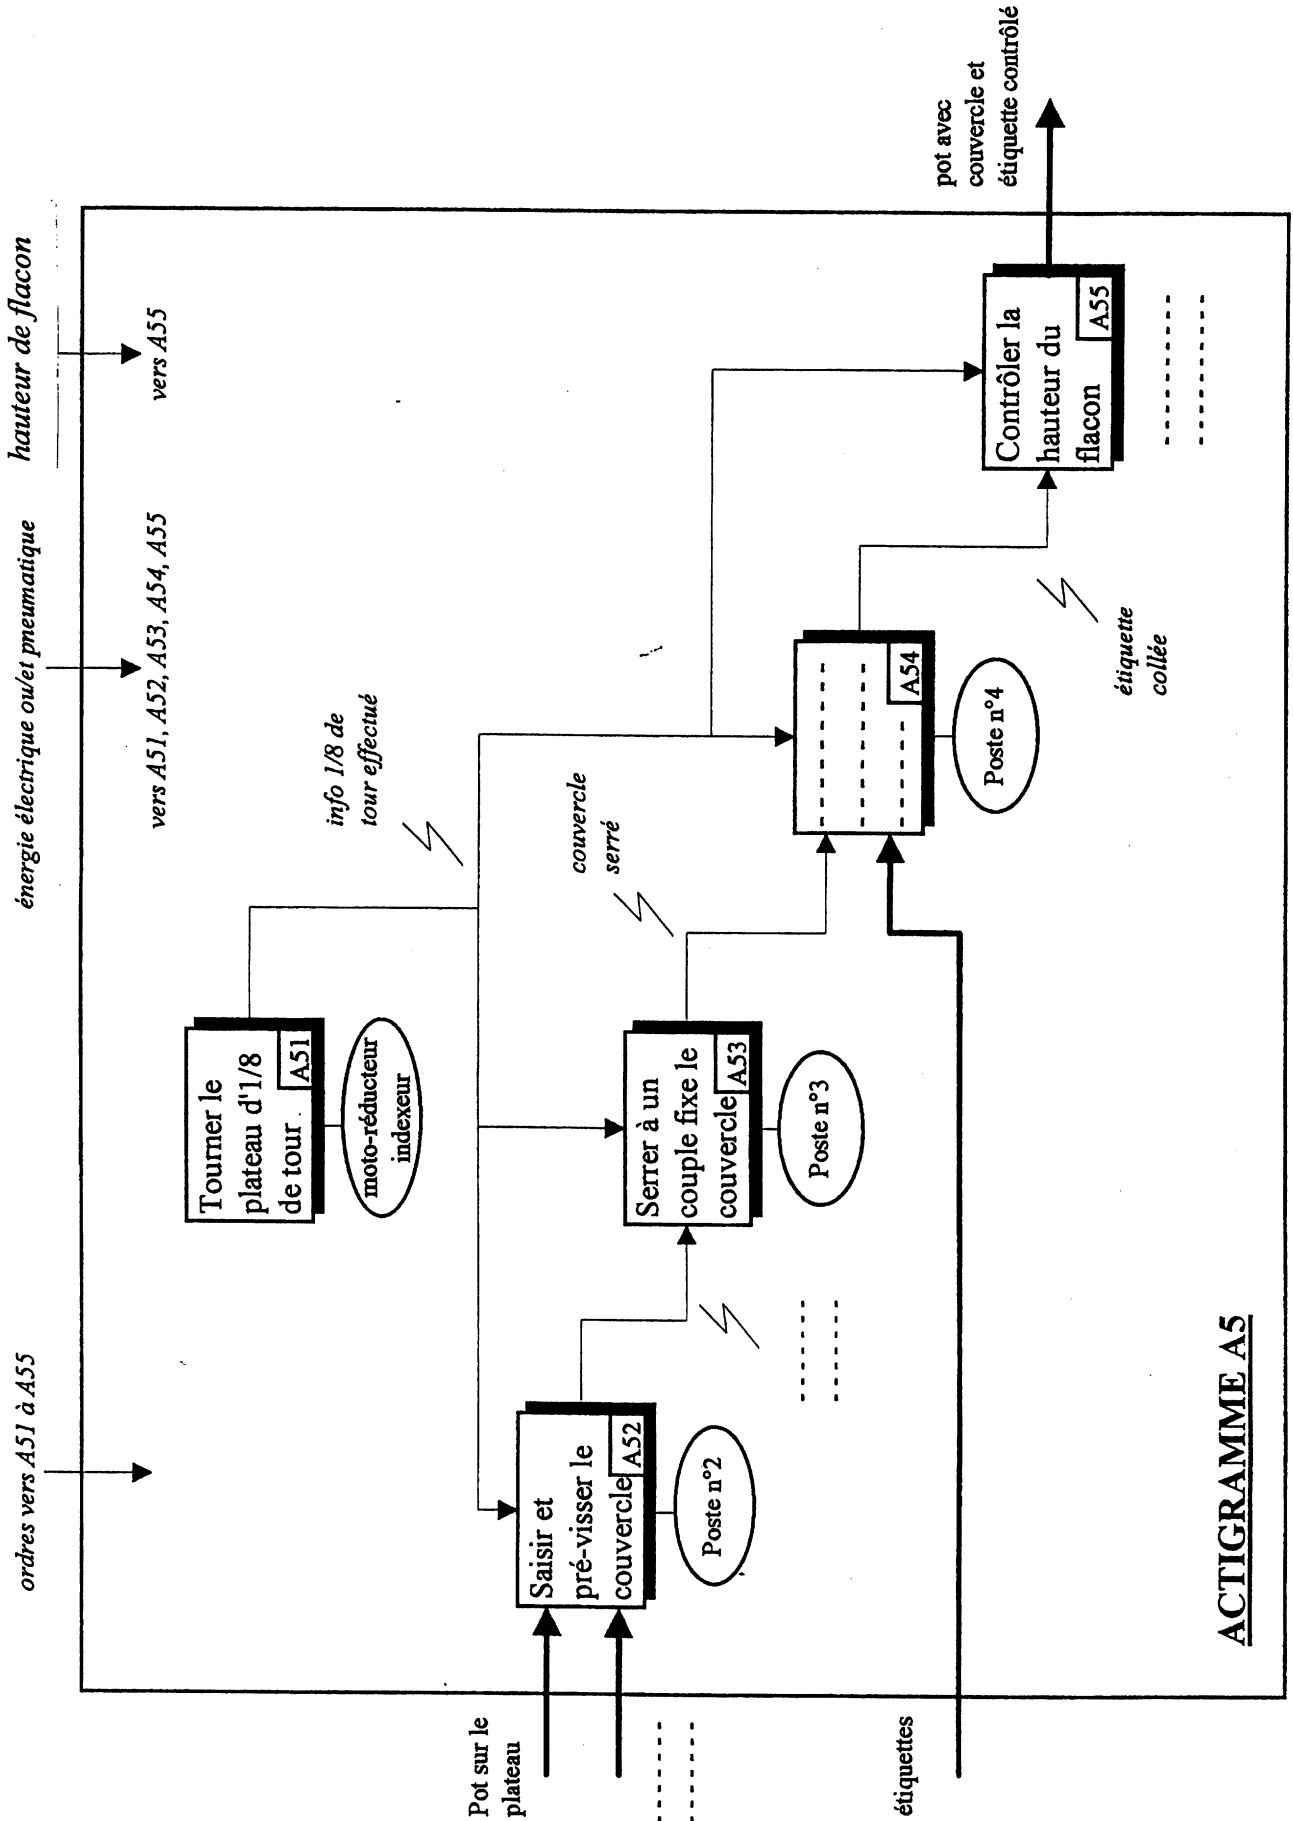 ordres vers A51 à A55
énergie électrique ou/et pneumatique
hauteur de flacon
vers A51, A52, A53, A54, A55
vers A55
Tourner le
plateau d'1/8
de tour
A51
moto-réducteur
indexeur
info 1/8 de
tour effectué
Pot sur le
plateau
Saisir et
pré-visser le
couvercle
A52
Poste n°2
Serrer à un
couple fixe le
couvercle
A53
Poste n°3
couvercle
serré
A54
Poste n°4
étiquettes
étiquette
collée
Contrôler la
hauteur du
flacon
A55
pot avec
couvercle et
étiquette contrôlé
ACTIGRAMME A5